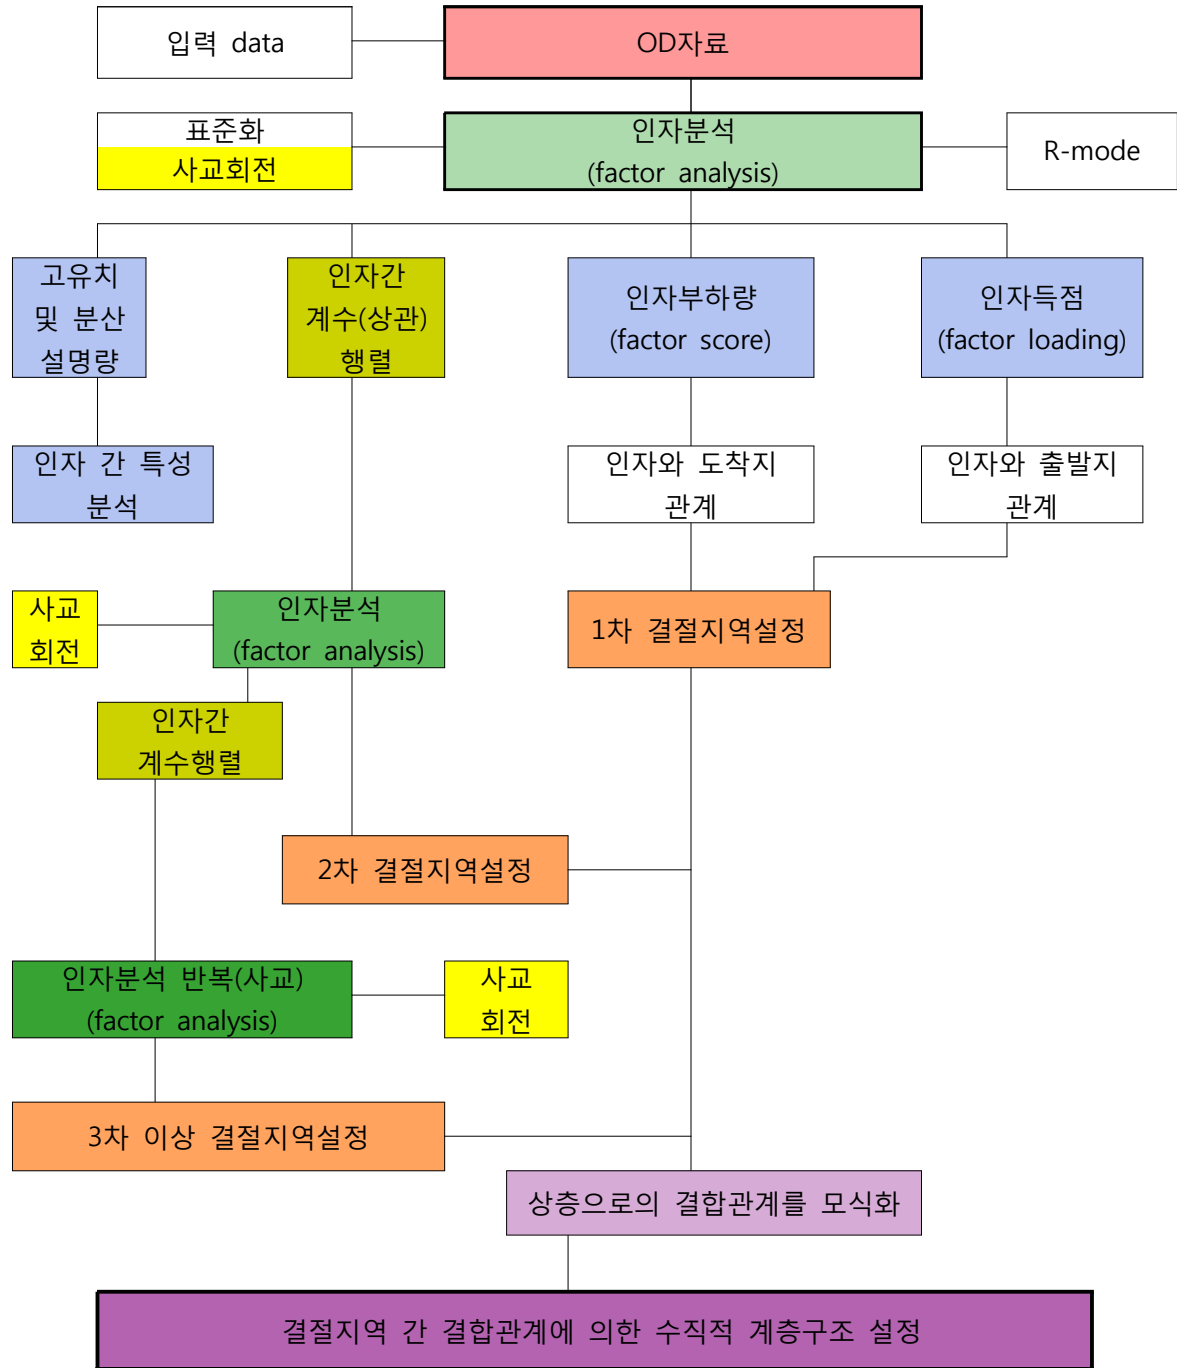 입력 data
OD자료
표준화
사교회전
인자분석
(factor analysis)
R-mode
고유치
및 분산
설명량
인자간
계수(상관)
행렬
인자부하량
(factor score)
인자득점
(factor loading)
인자 간 특성
분석
인자와 도착지
관계
인자와 출발지
관계
사교
회전
인자분석
(factor analysis)
1차 결절지역설정
인자간
계수행렬
2차 결절지역설정
인자분석 반복(사교)
(factor analysis)
사교
회전
3차 이상 결절지역설정
상층으로의 결합관계를 모식화
결절지역 간 결합관계에 의한 수직적 계층구조 설정